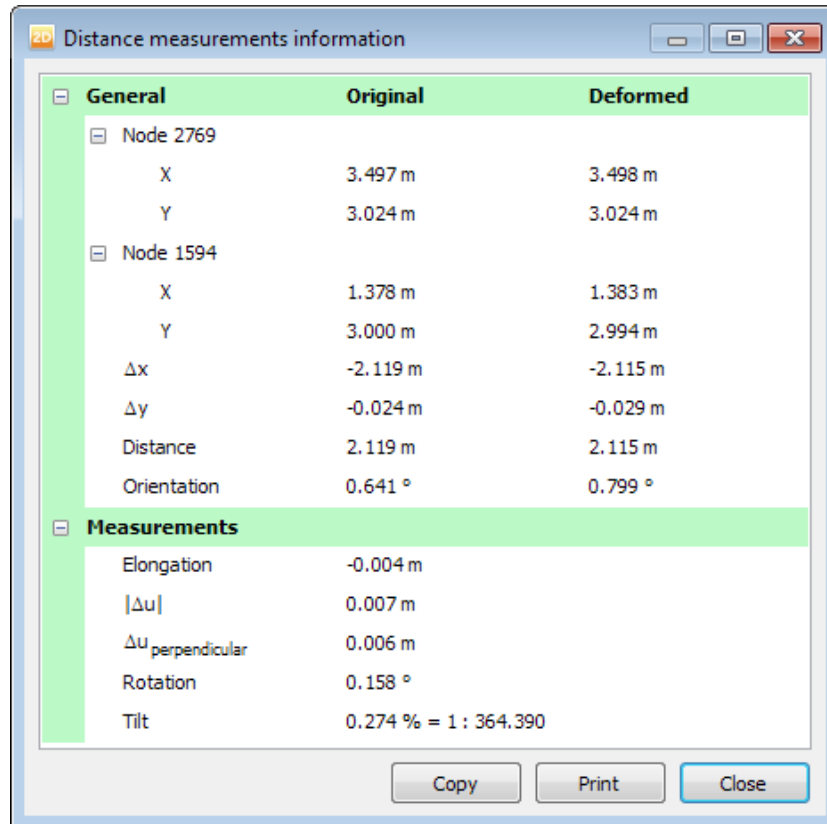 2D Distance measurements information
General Original Deformed
Node 2769
X 3.497 m 3.498 m
Y 3.024 m 3.024 m
Node 1594
X 1.378 m 1.383 m
Y 3.000 m 2.994 m
Δx -2.119 m -2.115 m
Δy -0.024 m -0.029 m
Distance 2.119 m 2.115 m
Orientation 0.641 ° 0.799 °
Measurements
Elongation -0.004 m
|Δu| 0.007 m
Δu perpendicular 0.006 m
Rotation 0.158 °
Tilt 0.274 % = 1 : 364.390
Copy Print Close